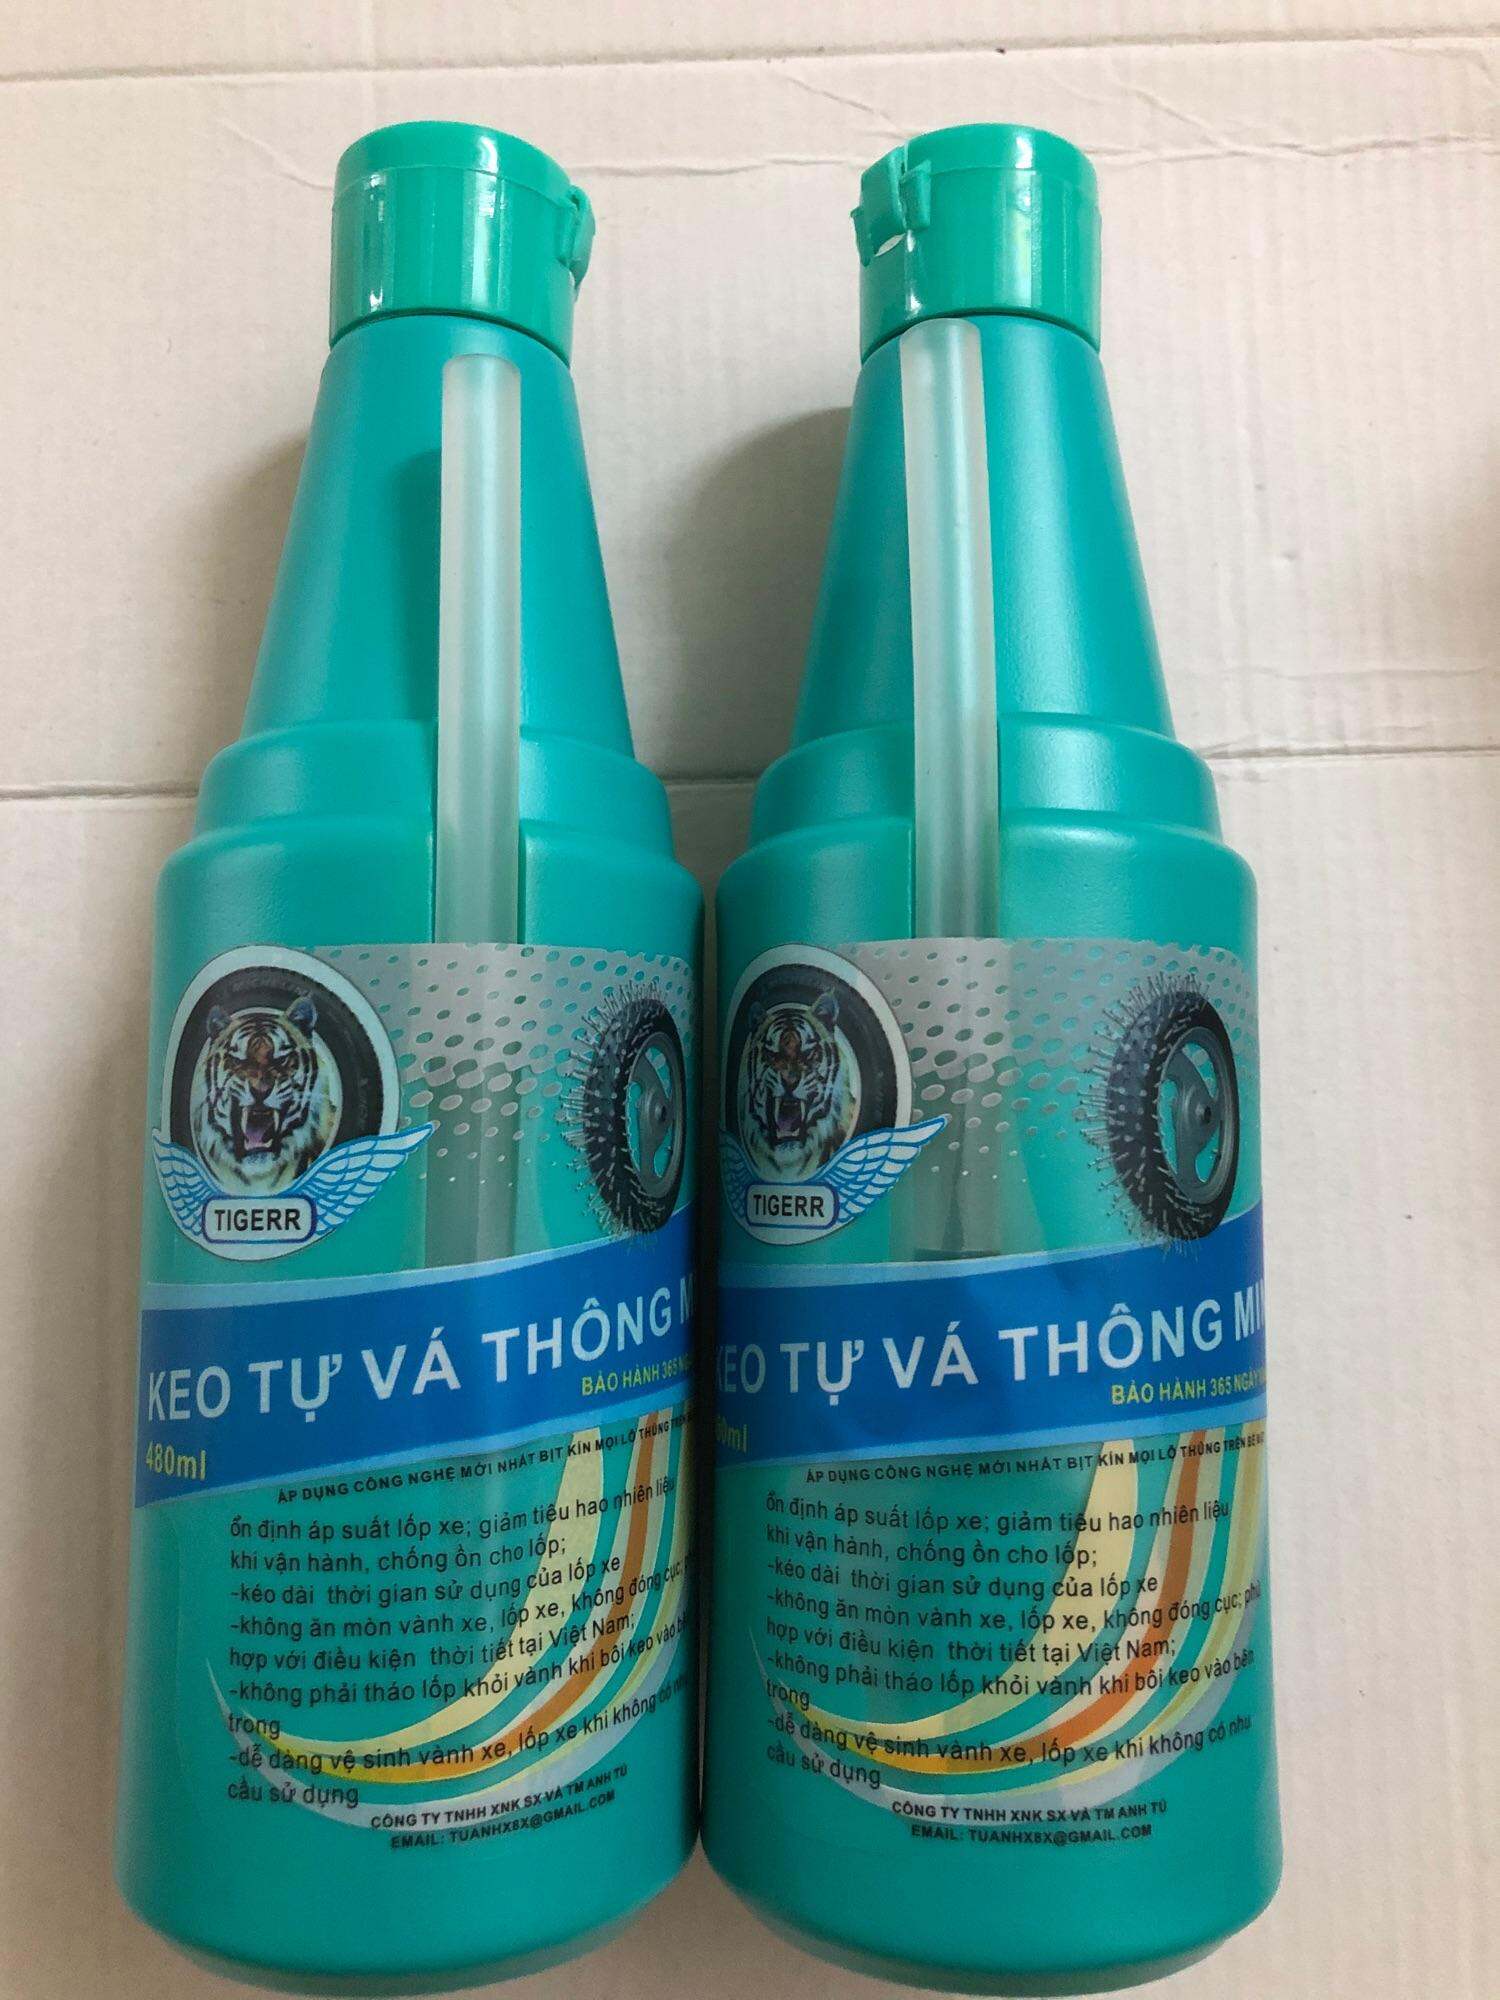 TIGERR
KEO TỰ VÁ THÔNG
BẢO HÀNH 365
480ml
ÁP DỤNG CÔNG NGHỆ MỚI NHẤT BỊT KÍN MỌI LỖ THỦNG TRÊN
ổn định áp suất lốp xe; giảm tiêu hao nhiên liệu
khi vận hành, chống ồn cho lốp;
-kéo dài thời gian sử dụng của lốp xe
-không ăn mòn vành xe, lốp xe, không đóng cục;
hợp với điều kiện thời tiết tại Việt Nam;
-không phải tháo lốp khỏi vành khi bôi keo vào bên
trong
-dễ dàng vệ sinh vành xe, lốp xe khi không có nhu
cầu sử dụng
CÔNG TY TNHH XNK SX VÀ TM ANH TÚ
EMAIL: TUANHX8X@GMAIL.COM
TIGERR
KEO TỰ VÁ THÔNG
BẢO HÀNH 365 NGÀY
ÁP DỤNG CÔNG NGHỆ MỚI NHẤT BỊT KÍN MỌI LỖ THỦNG TRÊN BỀ
ổn định áp suất lốp xe; giảm tiêu hao nhiên liệu
khi vận hành, chống ồn cho lốp;
-kéo dài thời gian sử dụng của lốp xe
-không ăn mòn vành xe, lốp xe, không đóng cục; phù
hợp với điều kiện thời tiết tại Việt Nam;
-không phải tháo lốp khỏi vành khi bôi keo vào bên
trong
-dễ dàng vệ sinh vành xe, lốp xe khi không có nhu
cầu sử dụng
CÔNG TY TNHH XNK SX VÀ TM ANH TÚ
EMAIL: TUANHX8X@GMAIL.COM